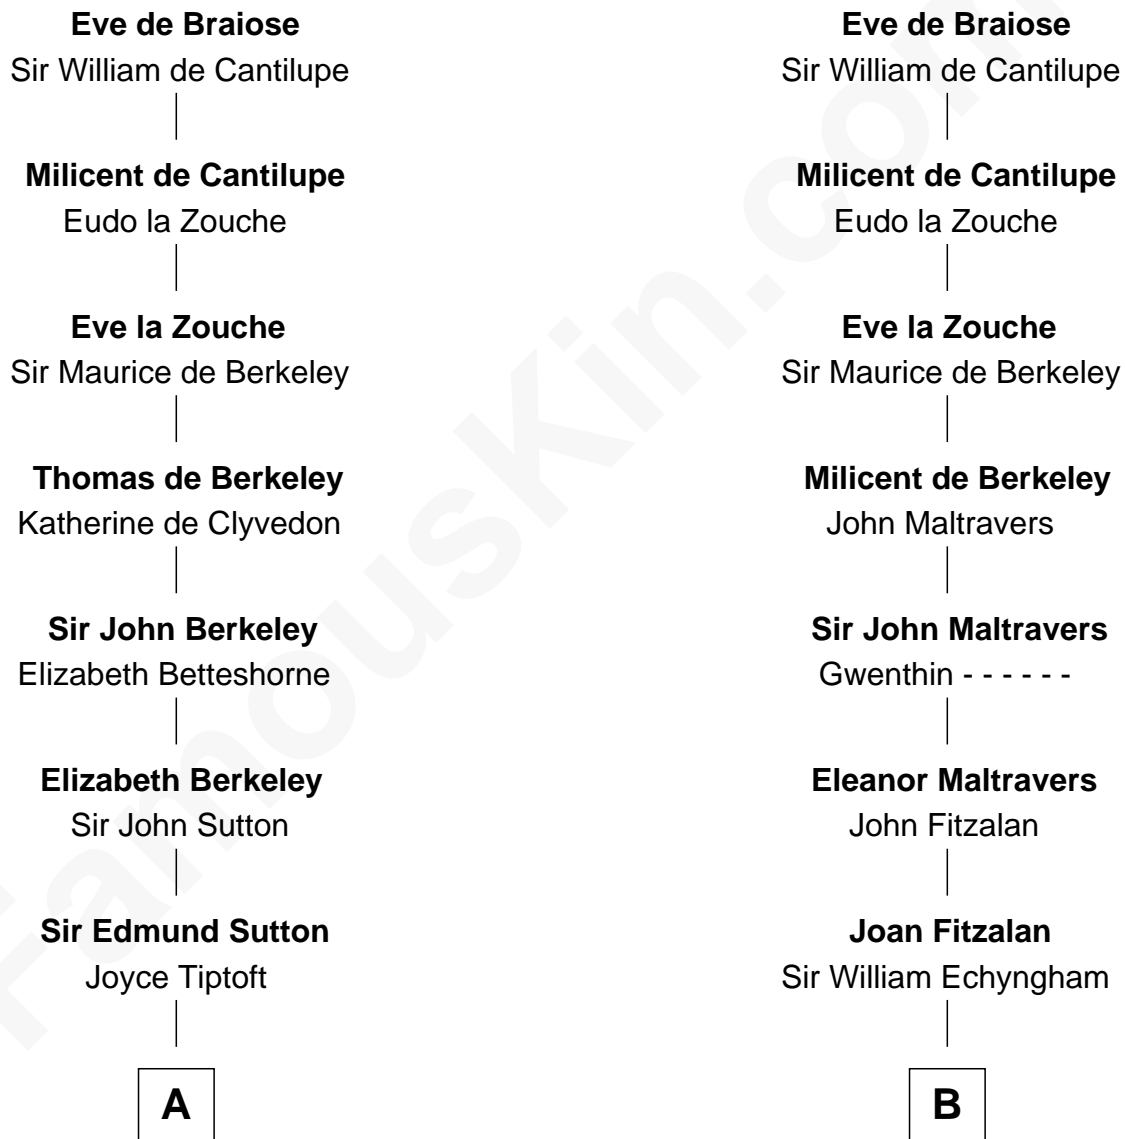 Eve de Braiose
Sir William de Cantilupe
Milicent de Cantilupe
Eudo la Zouche
Eve la Zouche
Sir Maurice de Berkeley
Thomas de Berkeley
Katherine de Clyvedon
Sir John Berkeley
Elizabeth Betteshorne
Elizabeth Berkeley
Sir John Sutton
Sir Edmund Sutton
Joyce Tiptoft
A
Eve de Braiose
Sir William de Cantilupe
Milicent de Cantilupe
Eudo la Zouche
Eve la Zouche
Sir Maurice de Berkeley
Milicent de Berkeley
John Maltravers
Sir John Maltravers
Gwenthin - - - - - -
Eleanor Maltravers
John Fitzalan
Joan Fitzalan
Sir William Echyngham
B
FamousKin.com